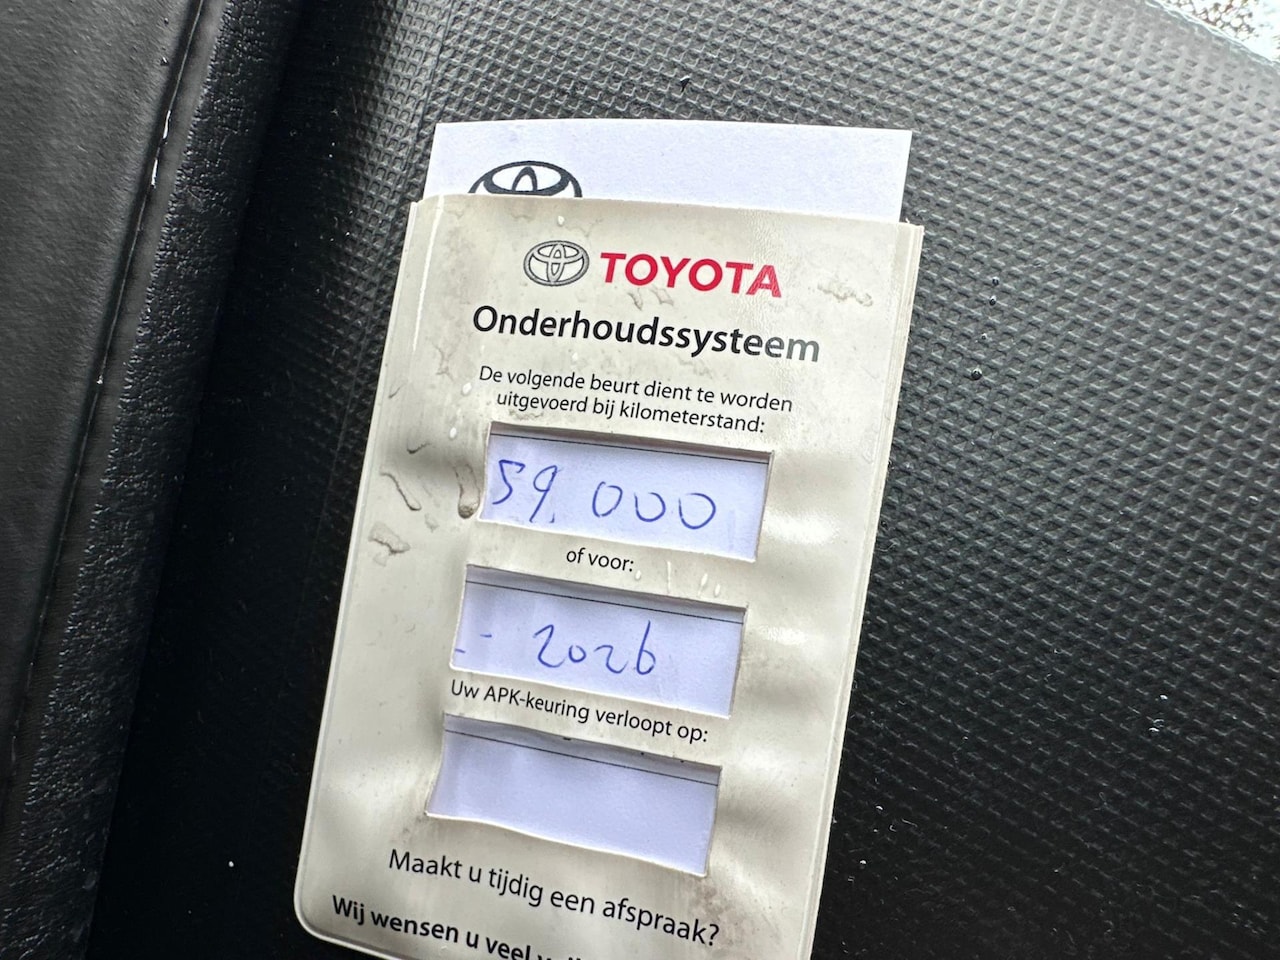 TOYOTA
Onderhoudssysteem
De volgende beurt dient te worden
uitgevoerd bij kilometerstand:
59.000
of voor:
- 2026
Uw APK-keuring verloopt op:
Maakt u tijdig een afspraak?
Wij wensen u veel